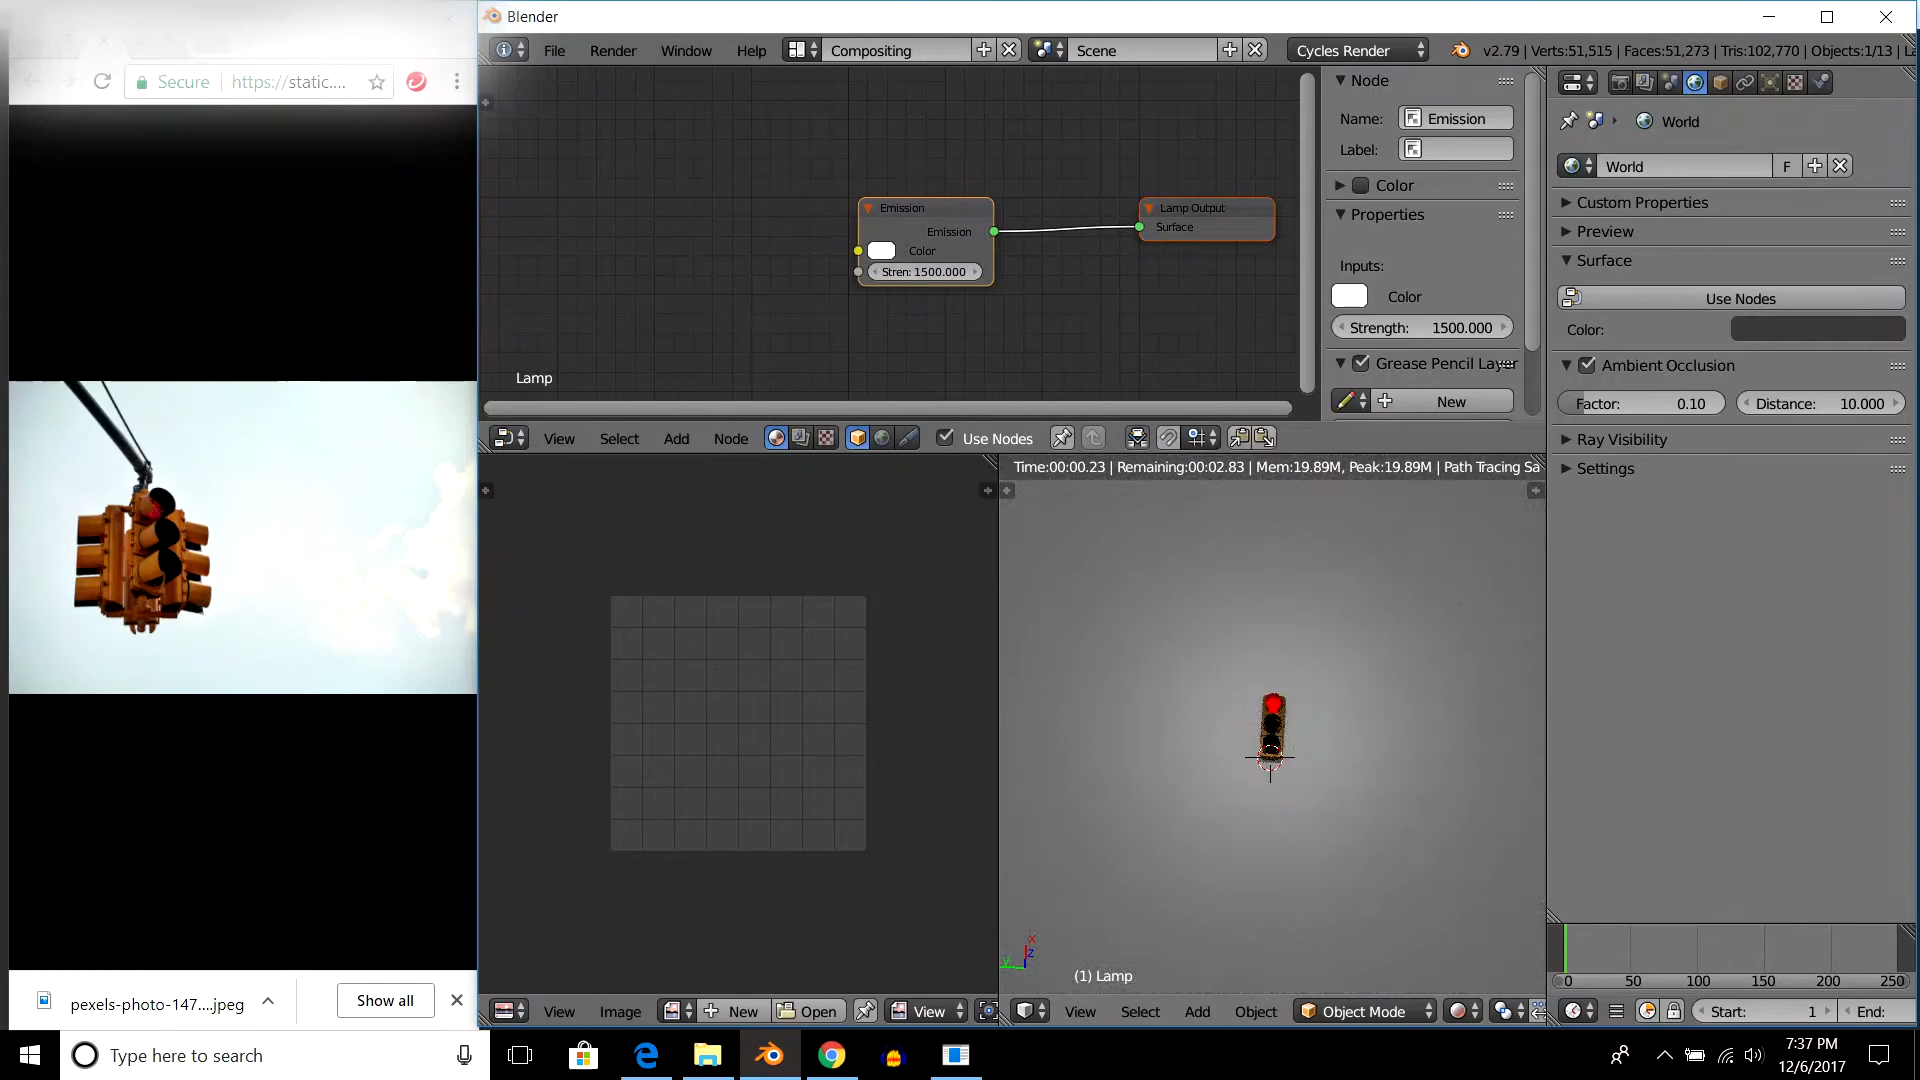 Blender
Secure https://static....
File Render Window Help Compositing Scene Cycles Render v2.79 | Verts:51,515 | Faces:51,273 | Tris:102,770 | Objects:1/13 | La
Node
Name: Emission
Label:
Color
Properties
Inputs:
Color
Strength: 1500.000
Grease Pencil Layer
New
Emission
Emission
Color
Stren: 1500.000
Lamp Output
Surface
Lamp
View Select Add Node Use Nodes
World
World F
Custom Properties
Preview
Surface
Use Nodes
Color:
Ambient Occlusion
Factor: 0.10 Distance: 10.000
Ray Visibility
Settings
Time:00:00.23 | Remaining:00:02.83 | Mem:19.89M, Peak:19.89M | Path Tracing Sa
x
z
y
(1) Lamp
0 50 100 150 200 250
pexels-photo-147....jpeg Show all
View Image New Open View
View Select Add Object Object Mode
Start: 1 End:
Type here to search
7:37 PM
12/6/2017